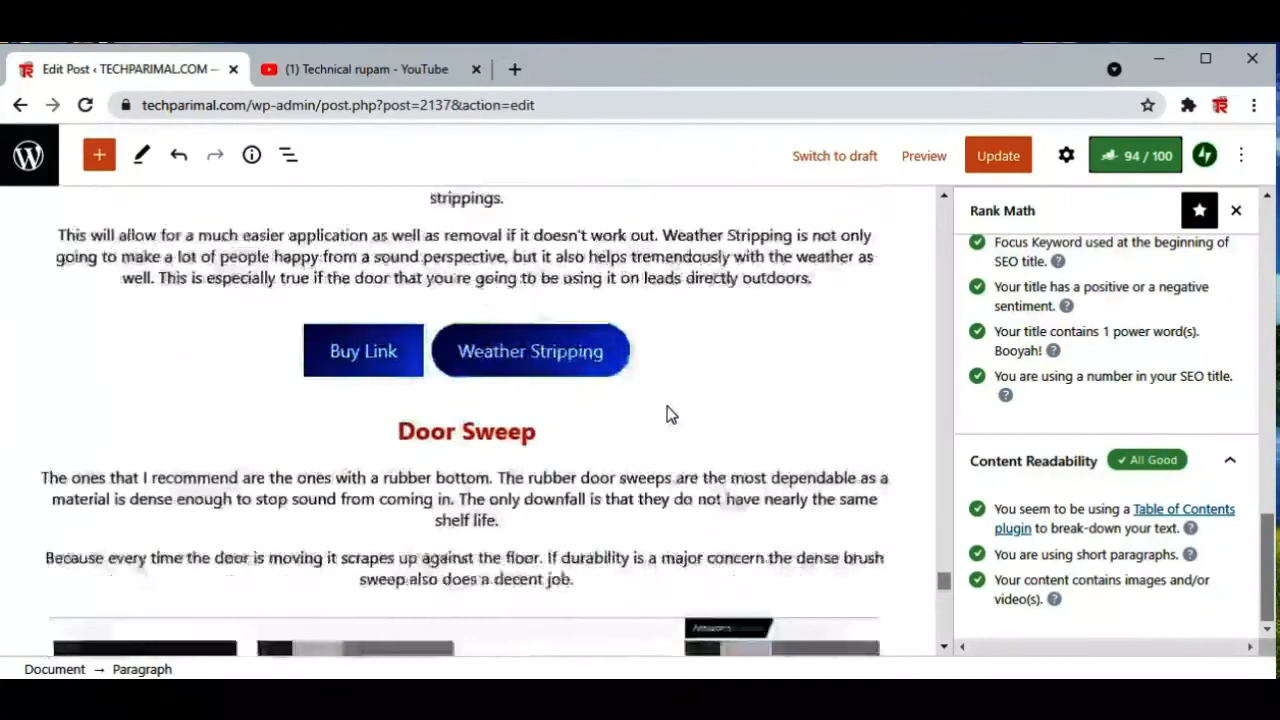 Edit Post ‹ TECHPARIMAL.COM —
(1) Technical rupam - YouTube
techparimal.com/wp-admin/post.php?post=2137&action=edit
Switch to draft
Preview
Update
94 / 100
strippings.
This will allow for a much easier application as well as removal if it doesn't work out. Weather Stripping is not only
going to make a lot of people happy from a sound perspective, but it also helps tremendously with the weather as
well. This is especially true if the door that you're going to be using it on leads directly outdoors.
Buy Link
Weather Stripping
Door Sweep
The ones that I recommend are the ones with a rubber bottom. The rubber door sweeps are the most dependable as a
material is dense enough to stop sound from coming in. The only downfall is that they do not have nearly the same
shelf life.
Because every time the door is moving it scrapes up against the floor. If durability is a major concern the dense brush
sweep also does a decent job.
Rank Math
Focus Keyword used at the beginning of
SEO title.
Your title has a positive or a negative
sentiment.
Your title contains 1 power word(s).
Booyah!
You are using a number in your SEO title.
Content Readability
All Good
You seem to be using a Table of Contents
plugin to break-down your text.
You are using short paragraphs.
Your content contains images and/or
video(s).
Document → Paragraph